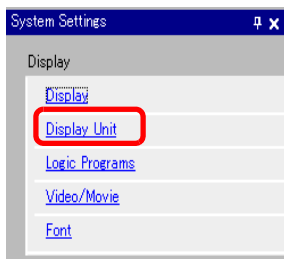 System Settings
Display
Display
Display Unit
Logic Programs
Video/Movie
Font